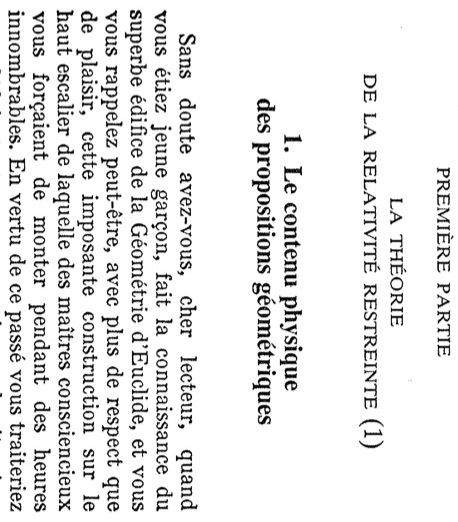 PREMIÈRE PARTIE
LA THÉORIE
DE LA RELATIVITÉ RESTREINTE (1)
1. Le contenu physique
des propositions géométriques
Sans doute avez-vous, cher lecteur, quand
vous étiez jeune garçon, fait la connaissance du
superbe édifice de la Géométrie d'Euclide, et vous
vous rappelez peut-être, avec plus de respect que
de plaisir, cette imposante construction sur le
haut escalier de laquelle des maîtres consciencieux
vous forçaient de monter pendant des heures
innombrables. En vertu de ce passé vous traiteriez